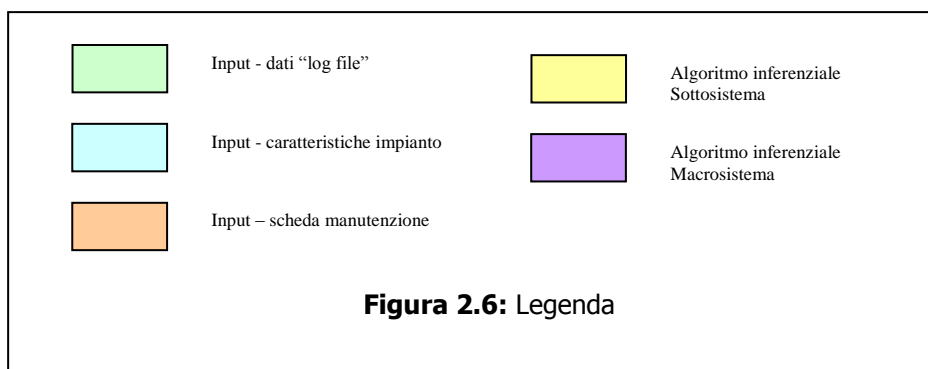 Input - dati “log file”
Input - caratteristiche impianto
Input – scheda manutenzione
Algoritmo inferenziale
Sottosistema
Algoritmo inferenziale
Macrosistema
Figura 2.6: Legenda